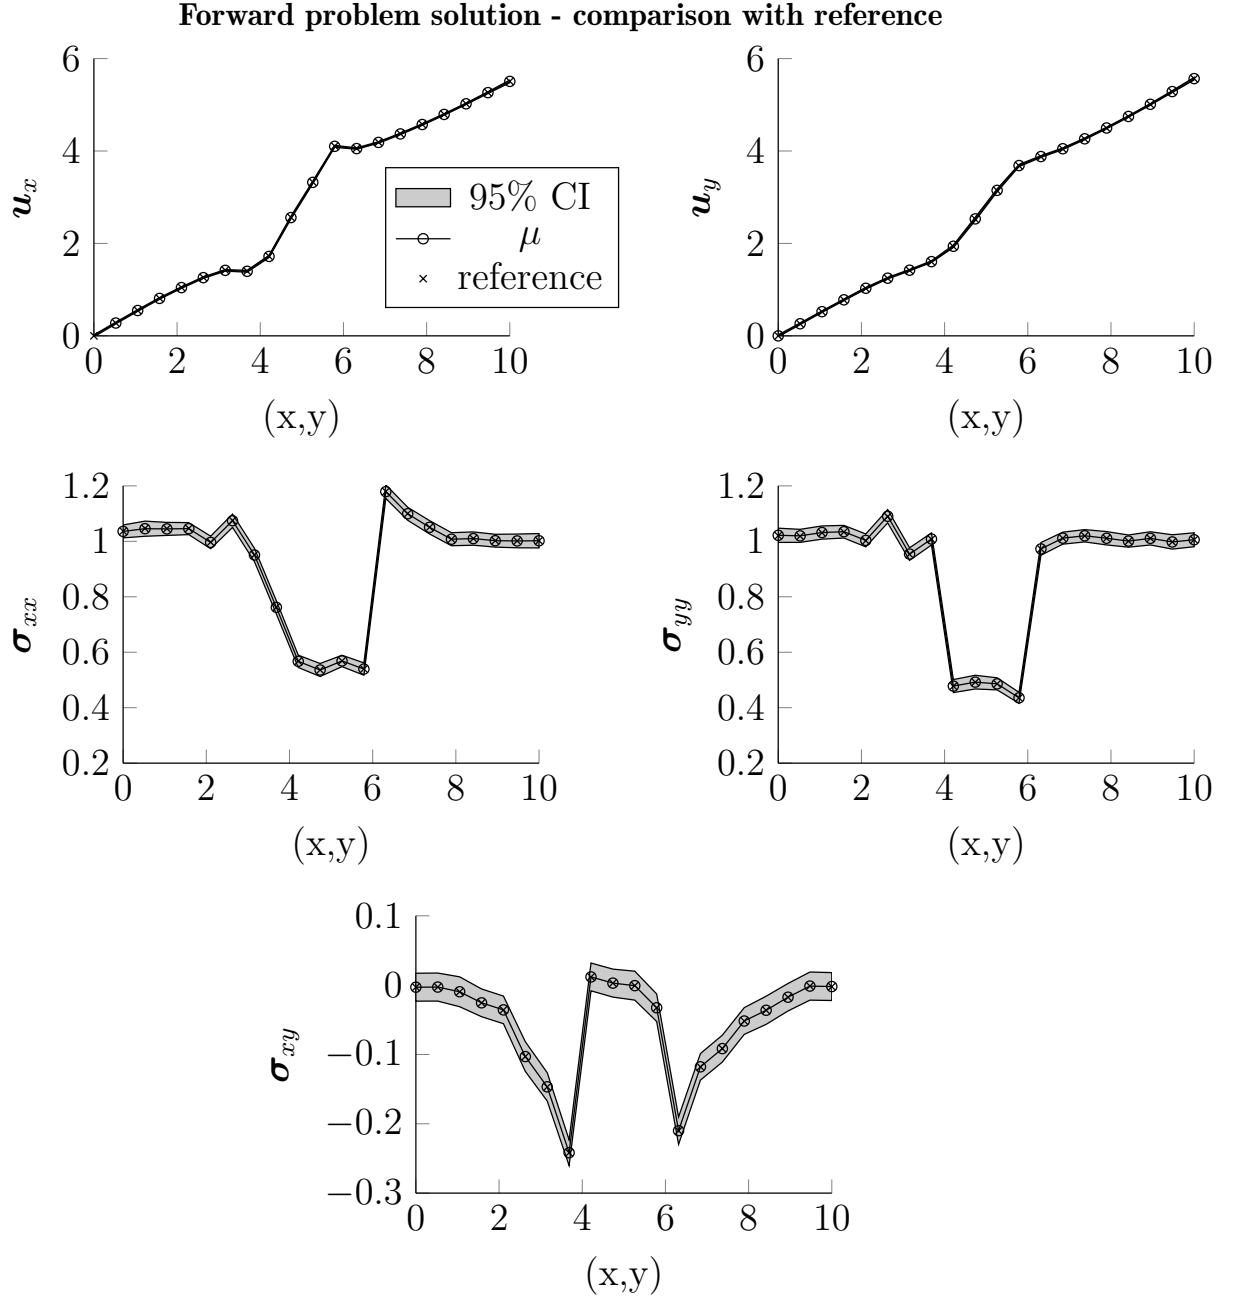 Forward problem solution - comparison with reference
6
4
2
0
u_x
0 2 4 6 8 10
(x,y)
95% CI
μ
reference
6
4
2
0
u_y
0 2 4 6 8 10
(x,y)
1.2
1
0.8
0.6
0.4
0.2
σ_xx
0 2 4 6 8 10
(x,y)
1.2
1
0.8
0.6
0.4
0.2
σ_yy
0 2 4 6 8 10
(x,y)
0.1
0
−0.1
−0.2
−0.3
σ_xy
0 2 4 6 8 10
(x,y)